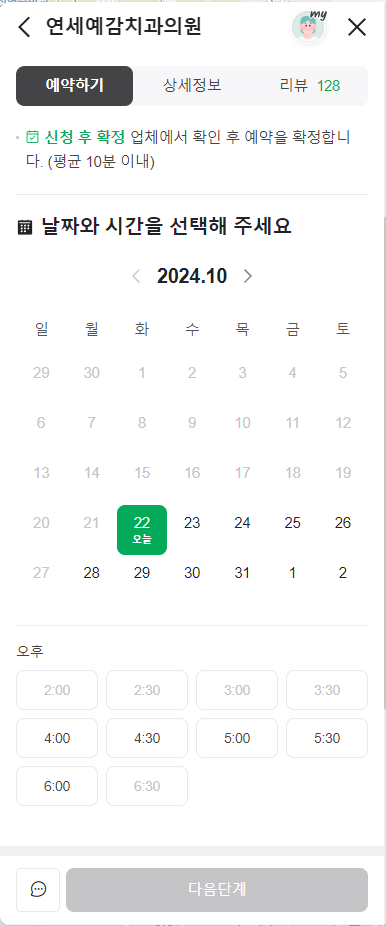 연세예감치과의원
my
예약하기 상세정보 리뷰 128
신청 후 확정 업체에서 확인 후 예약을 확정합니
다. (평균 10분 이내)
날짜와 시간을 선택해 주세요
2024.10
일 월 화 수 목 금 토
29 30 1 2 3 4 5
6 7 8 9 10 11 12
13 14 15 16 17 18 19
20 21 22 23 24 25 26
오늘
27 28 29 30 31 1 2
오후
2:00 2:30 3:00 3:30
4:00 4:30 5:00 5:30
6:00 6:30
다음단계